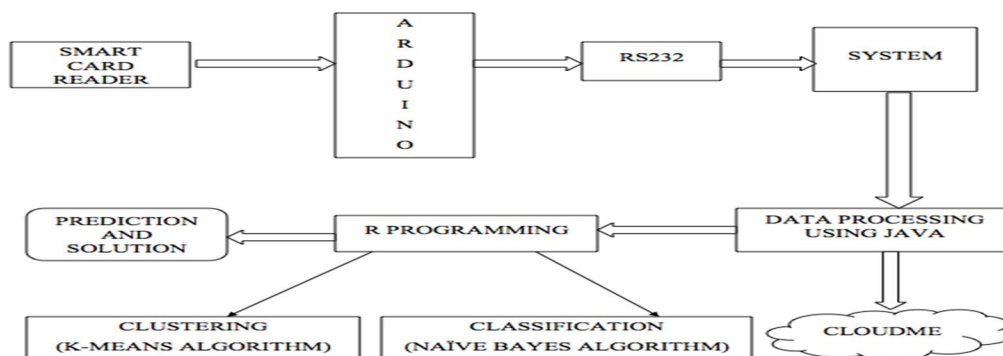 SMART
CARD
READER
A
R
D
U
I
N
O
RS232
SYSTEM
PREDICTION
AND
SOLUTION
R PROGRAMMING
DATA PROCESSING
USING JAVA
CLUSTERING
(K-MEANS ALGORITHM)
CLASSIFICATION
(NAÏVE BAYES ALGORITHM)
CLOUDME